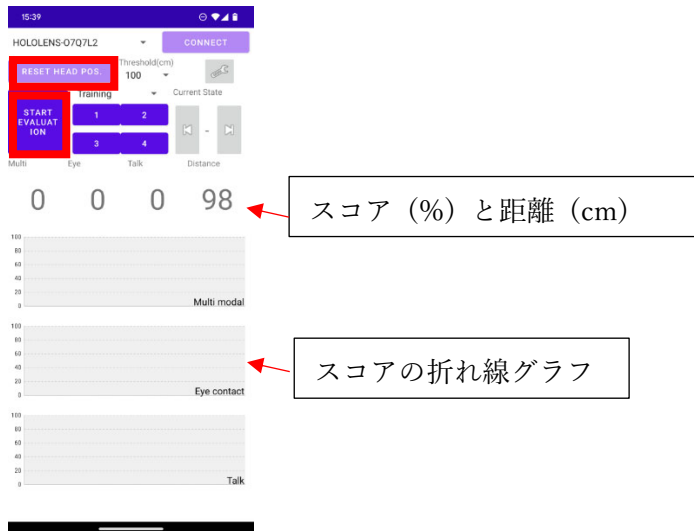 15:39
HOLOLENS-07Q7L2
CONNECT
RESET HEAD POS.
Threshold(cm)
100
Training
Current State
START
EVALUAT
ION
1
2
3
4
-
Multi
Eye
Talk
Distance
0
0
0
98
スコア（%）と距離（cm）
100
80
60
40
20
0
Multi modal
100
80
60
40
20
0
Eye contact
スコアの折れ線グラフ
100
80
60
40
20
0
Talk